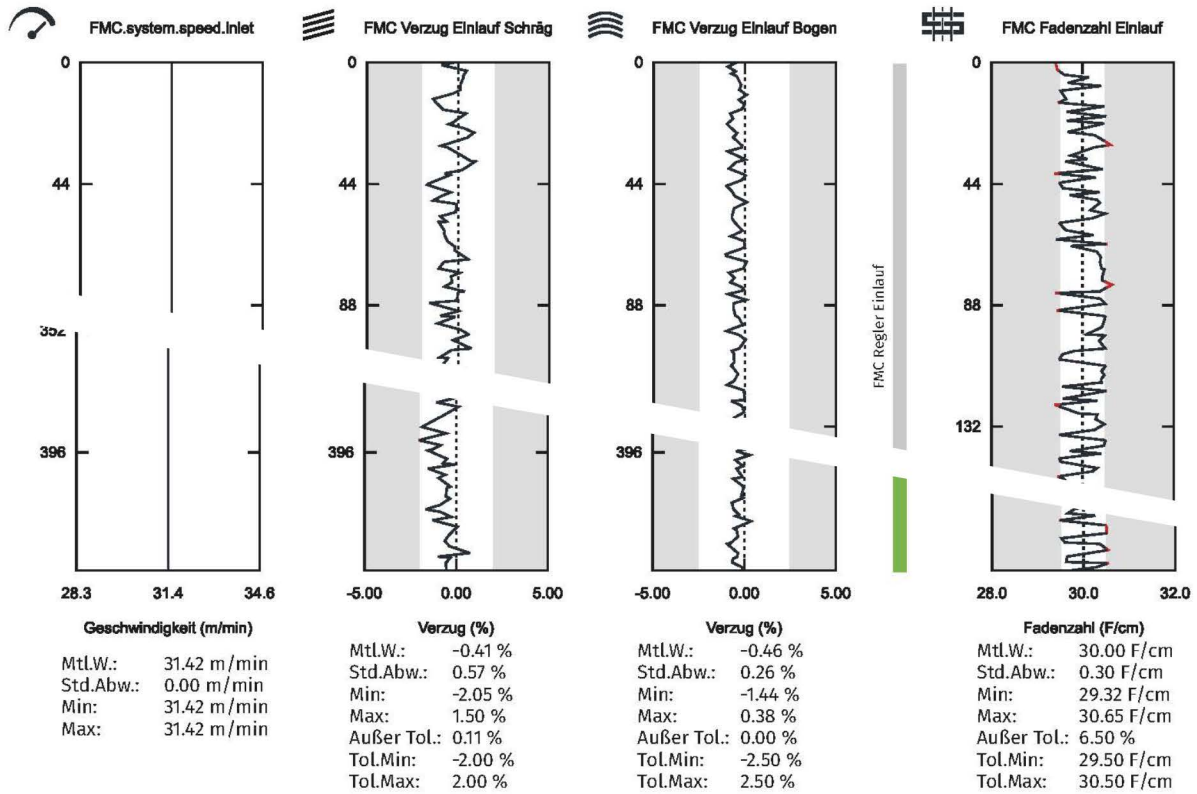 FMC.system.speed.inlet
0
44
352
396
28.3 31.4 34.6
Geschwindigkeit (m/min)
Mtl.W.: 31.42 m/min
Std.Abw.: 0.00 m/min
Min: 31.42 m/min
Max: 31.42 m/min
FMC Verzug Einlauf Schräg
0
44
88
396
-5.00 0.00 5.00
Verzug (%)
Mtl.W.: -0.41 %
Std.Abw.: 0.57 %
Min: -2.05 %
Max: 1.50 %
Außer Tol.: 0.11 %
Tol.Min: -2.00 %
Tol.Max: 2.00 %
FMC Verzug Einlauf Bogen
0
44
88
396
-5.00 0.00 5.00
Verzug (%)
Mtl.W.: -0.46 %
Std.Abw.: 0.26 %
Min: -1.44 %
Max: 0.38 %
Außer Tol.: 0.00 %
Tol.Min: -2.50 %
Tol.Max: 2.50 %
FMC Regler Einlauf
FMC Fadenzahl Einlauf
0
44
88
132
28.0 30.0 32.0
Fadenzahl (F/cm)
Mtl.W.: 30.00 F/cm
Std.Abw.: 0.30 F/cm
Min: 29.32 F/cm
Max: 30.65 F/cm
Außer Tol.: 6.50 %
Tol.Min: 29.50 F/cm
Tol.Max: 30.50 F/cm